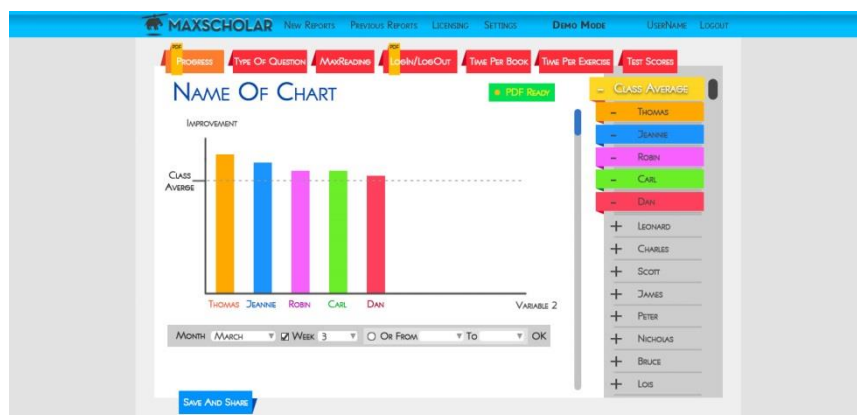 MAXSCHOLAR New Reports Previous Reports Licensing Settings Demo Mode UserName Logout
PDF PDF
Progress Type Of Question MaxReading LogIn/LogOut Time Per Book Time Per Exercise Test Scores
Name Of Chart
PDF Ready
Improvement
Class
Average
Thomas Jeannie Robin Carl Dan
Variable 2
Month March Week 3 Or From To OK
Save And Share
- Class Average
- Thomas
- Jeannie
- Robin
- Carl
- Dan
+ Leonard
+ Charles
+ Scott
+ James
+ Peter
+ Nicholas
+ Bruce
+ Lois